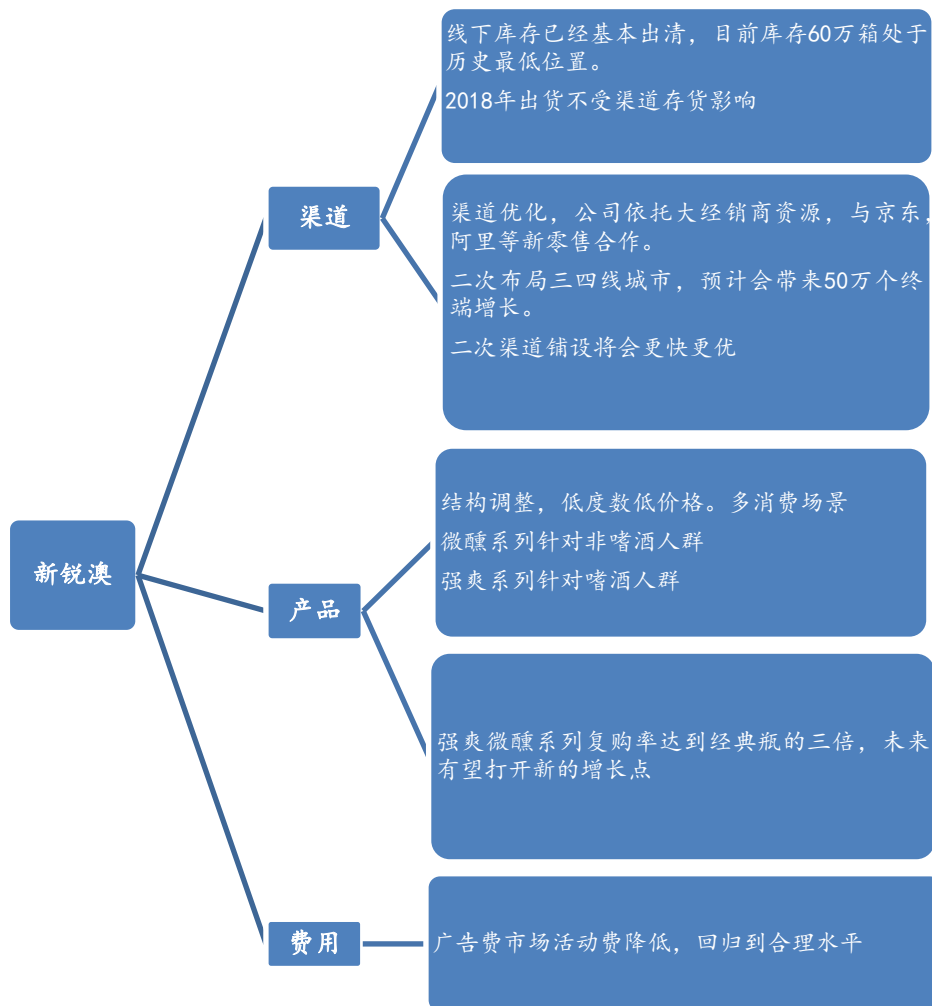 新锐澳
渠道
线下库存已经基本出清，目前库存60万箱处于
历史最低位置。
2018年出货不受渠道存货影响
渠道优化，公司依托大经销商资源，与京东，
阿里等新零售合作。
二次布局三四线城市，预计会带来50万个终
端增长。
二次渠道铺设将会更快更优
产品
结构调整，低度数低价格。多消费场景
微醺系列针对非嗜酒人群
强爽系列针对嗜酒人群
强爽微醺系列复购率达到经典瓶的三倍，未来
有望打开新的增长点
费用
广告费市场活动费降低，回归到合理水平